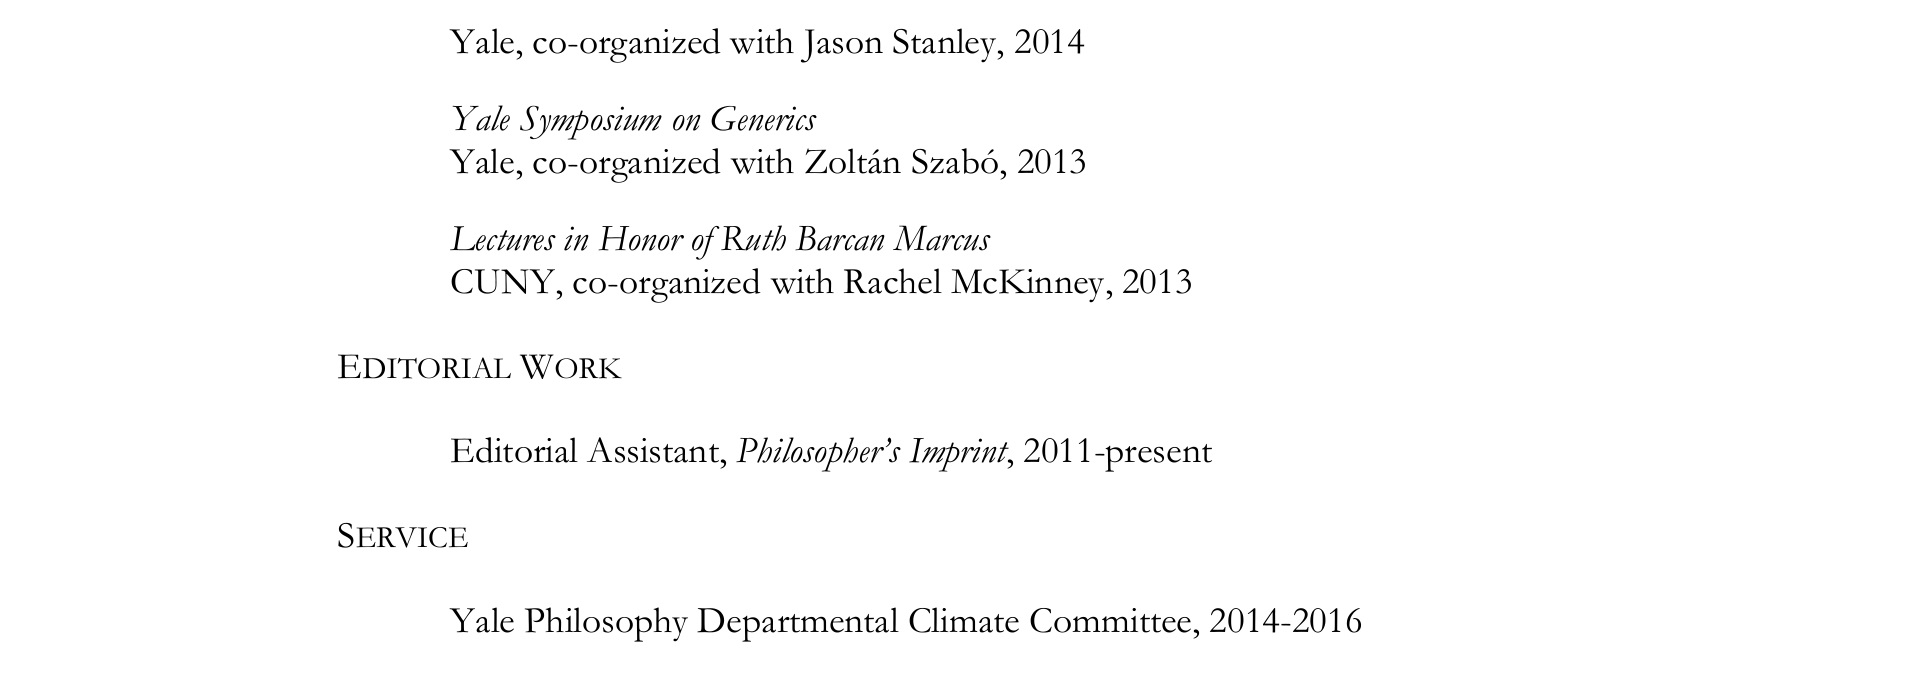 Yale, co-organized with Jason Stanley, 2014
Yale Symposium on Generics
Yale, co-organized with Zoltán Szabó, 2013
Lectures in Honor of Ruth Barcan Marcus
CUNY, co-organized with Rachel McKinney, 2013
EDITORIAL WORK
Editorial Assistant, Philosopher’s Imprint, 2011-present
SERVICE
Yale Philosophy Departmental Climate Committee, 2014-2016